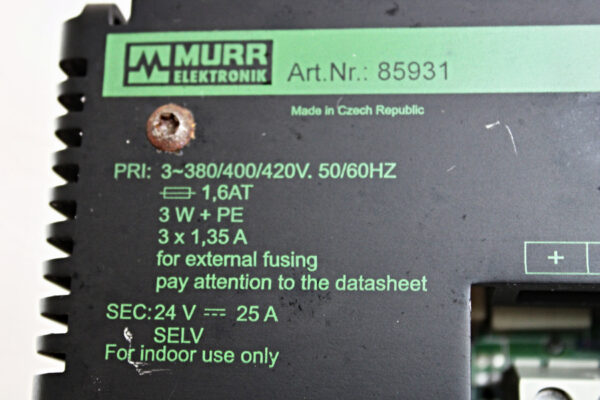 MURR
ELEKTRONIK
Art.Nr.: 85931
Made in Czech Republic
PRI: 3~380/400/420V. 50/60HZ
1,6AT
3 W + PE
3 x 1,35 A
for external fusing
pay attention to the datasheet
SEC: 24 V ⎓ 25 A
SELV
For indoor use only
+